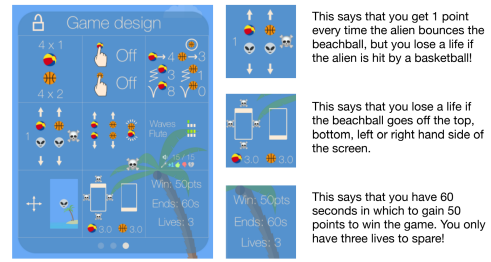 Game design
4 x 1
4 x 2
Off
Off
4 3
3 1
8 0
1
Waves
Flute
15 / 15
3.0 3.0
Win: 50pts
Ends: 60s
Lives: 3
1
This says that you get 1 point
every time the alien bounces the
beachball, but you lose a life if
the alien is hit by a basketball!
3.0 3.0
This says that you lose a life if
the beachball goes off the top,
bottom, left or right hand side of
the screen.
Win: 50pts
Ends: 60s
Lives: 3
This says that you have 60
seconds in which to gain 50
points to win the game. You only
have three lives to spare!